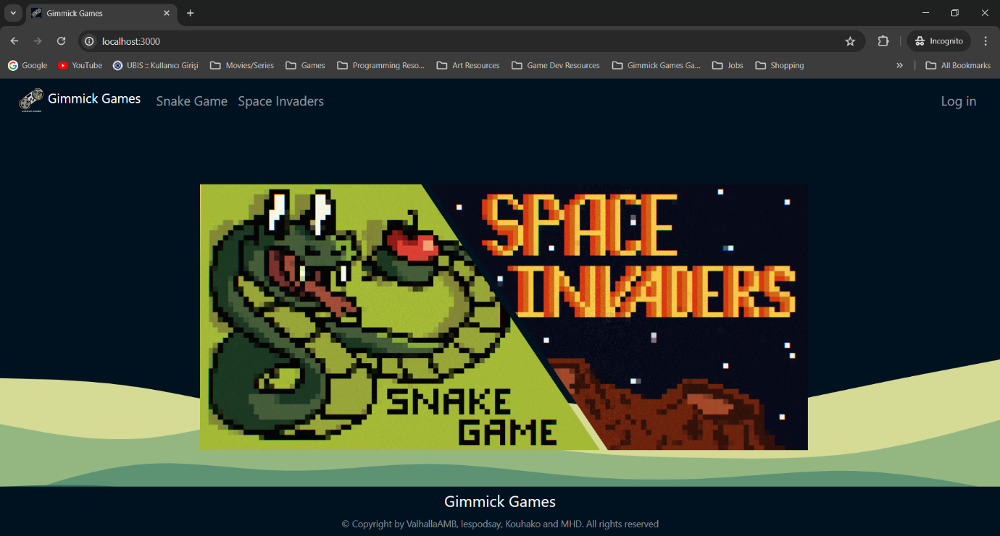 Gimmick Games
localhost:3000
Incognito
Google YouTube UBIS :: Kullanıcı Girişi Movies/Series Games Programming Reso... Art Resources Game Dev Resources Gimmick Games Ga... Jobs Shopping » All Bookmarks
Gimmick Games Snake Game Space Invaders Log in
SPACE
INVADERS
SNAKE
GAME
Gimmick Games
© Copyright by ValhallaAMB, lespodsay, Kouhako and MHD. All rights reserved